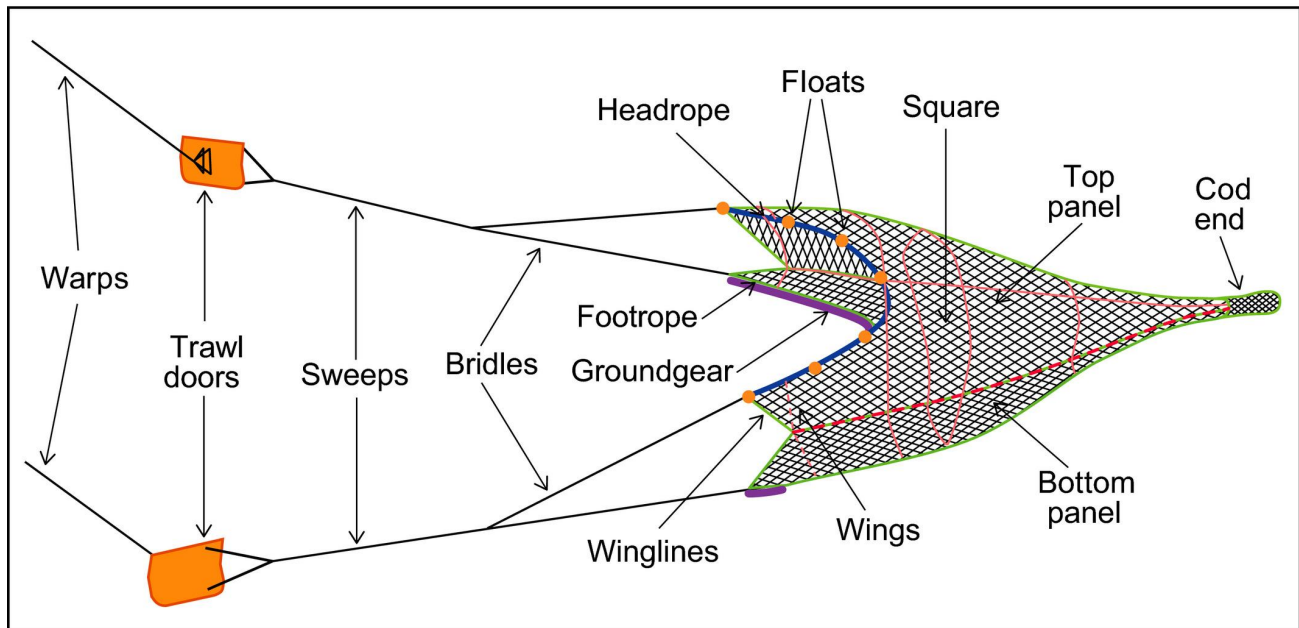 Floats
Headrope
Square
Top
panel
Cod
end
Warps
Footrope
Trawl
doors
Sweeps
Bridles
Groundgear
Bottom
panel
Wings
Winglines